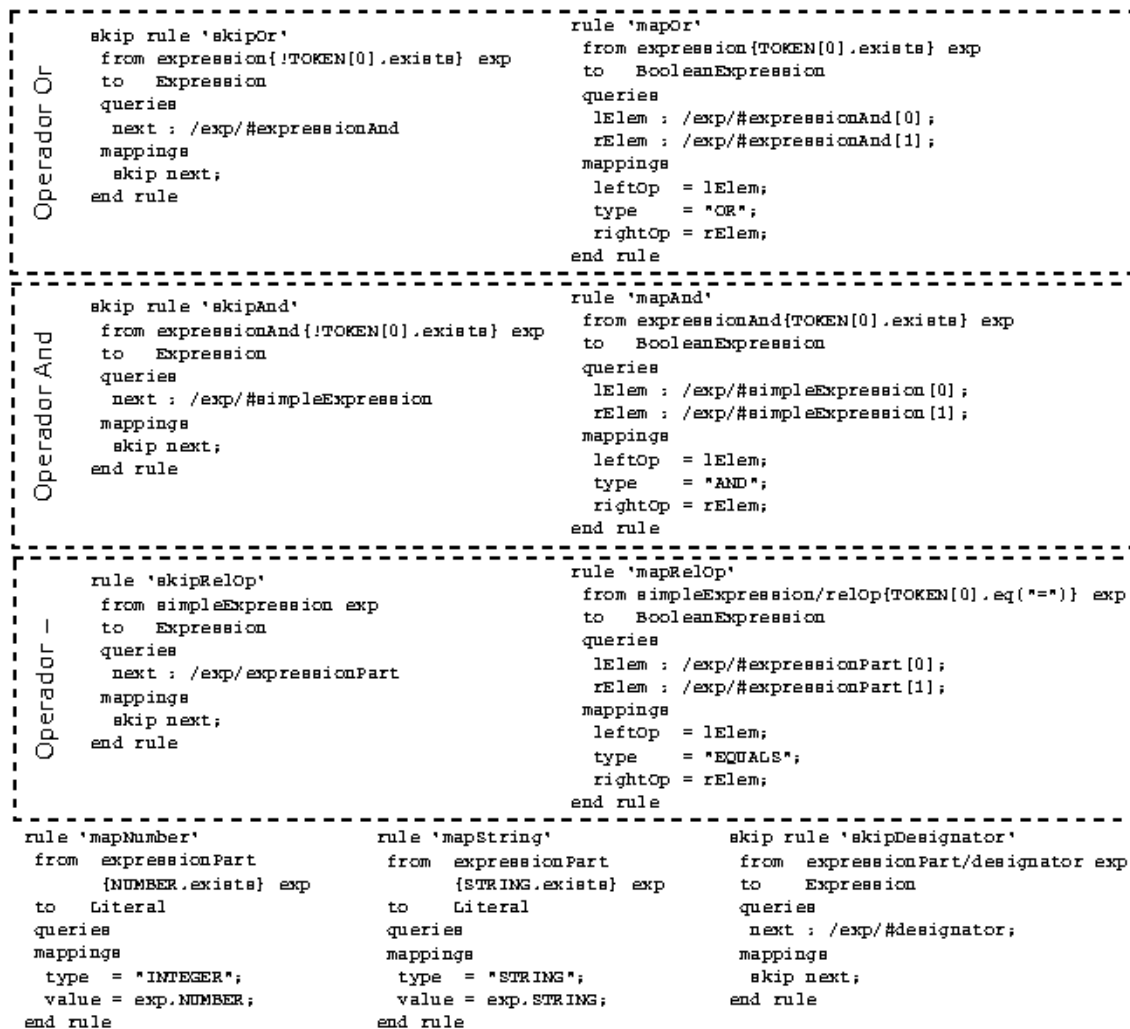 Operador Or
skip rule 'skipOr'
from expression{!TOKEN[0].exists} exp
to Expression
queries
next : /exp/#expressionAnd
mappings
skip next;
end rule
rule 'mapOr'
from expression{TOKEN[0].exists} exp
to BooleanExpression
queries
lElem : /exp/#expressionAnd[0];
rElem : /exp/#expressionAnd[1];
mappings
leftOp = lElem;
type = "OR";
rightOp = rElem;
end rule
Operador And
skip rule 'skipAnd'
from expressionAnd{!TOKEN[0].exists} exp
to Expression
queries
next : /exp/#simpleExpression
mappings
skip next;
end rule
rule 'mapAnd'
from expressionAnd{TOKEN[0].exists} exp
to BooleanExpression
queries
lElem : /exp/#simpleExpression[0];
rElem : /exp/#simpleExpression[1];
mappings
leftOp = lElem;
type = "AND";
rightOp = rElem;
end rule
Operador –
rule 'skipRelOp'
from simpleExpression exp
to Expression
queries
next : /exp/expressionPart
mappings
skip next;
end rule
rule 'mapRelOp'
from simpleExpression/relOp{TOKEN[0].eq("=")} exp
to BooleanExpression
queries
lElem : /exp/#expressionPart[0];
rElem : /exp/#expressionPart[1];
mappings
leftOp = lElem;
type = "EQUALS";
rightOp = rElem;
end rule
rule 'mapNumber'
from expressionPart
{NUMBER.exists} exp
to Literal
queries
mappings
type = "INTEGER";
value = exp.NUMBER;
end rule
rule 'mapString'
from expressionPart
{STRING.exists} exp
to Literal
queries
mappings
type = "STRING";
value = exp.STRING;
end rule
skip rule 'skipDesignator'
from expressionPart/designator exp
to Expression
queries
next : /exp/#designator;
mappings
skip next;
end rule